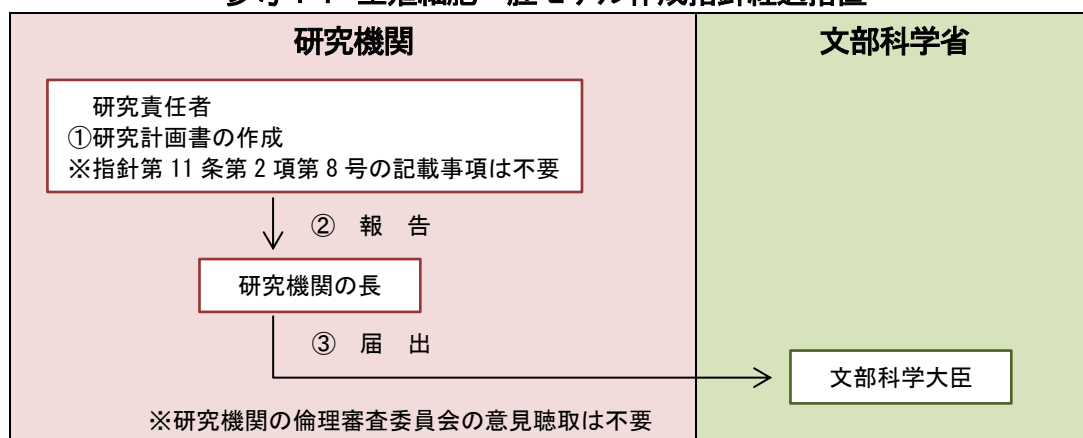 研究機関
文部科学省
研究責任者
①研究計画書の作成
※指針第 11 条第 2 項第 8 号の記載事項は不要
② 報 告
研究機関の長
③ 届 出
文部科学大臣
※研究機関の倫理審査委員会の意見聴取は不要